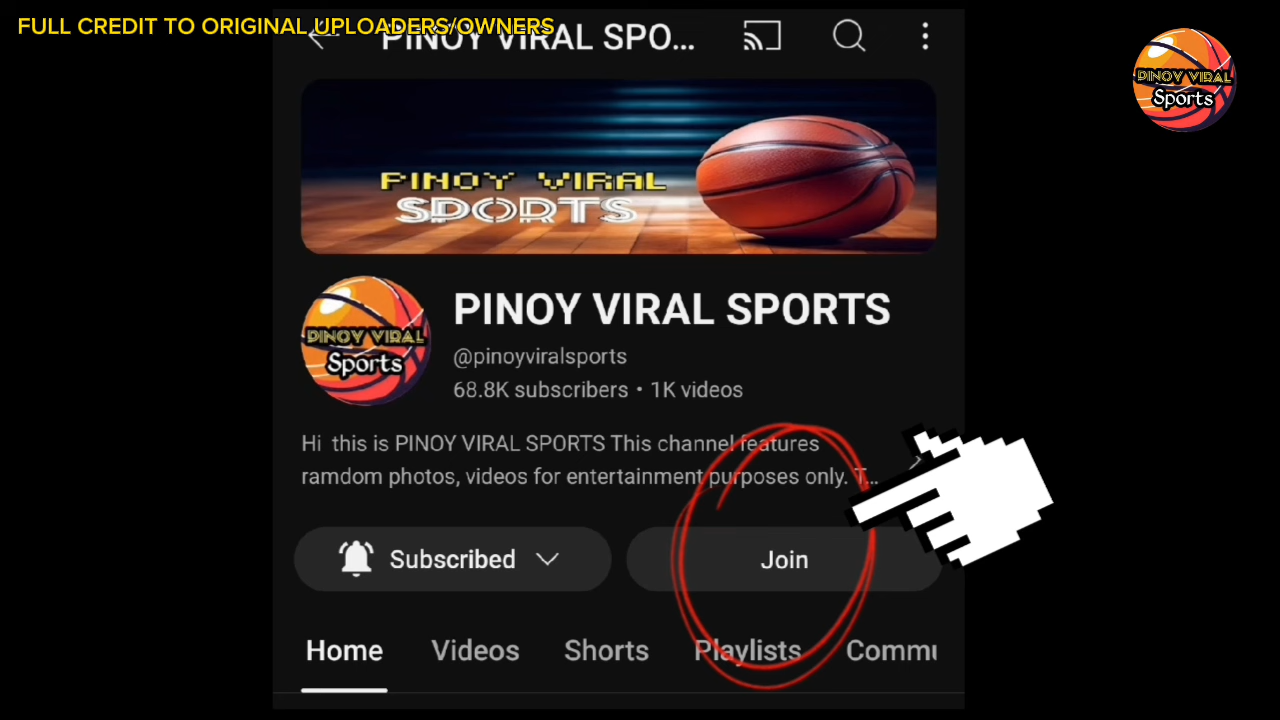 FULL CREDIT TO ORIGINAL UPLOADERS/OWNERS
PINOY VIRAL SPO...
PINOY VIRAL
Sports
PINOY VIRAL
SPORTS
PINOY VIRAL
Sports
PINOY VIRAL SPORTS
@pinoyviralsports
68.8K subscribers • 1K videos
Hi this is PINOY VIRAL SPORTS This channel features
ramdom photos, videos for entertainment purposes only. T...
Subscribed
Join
Home Videos Shorts Playlists Commu